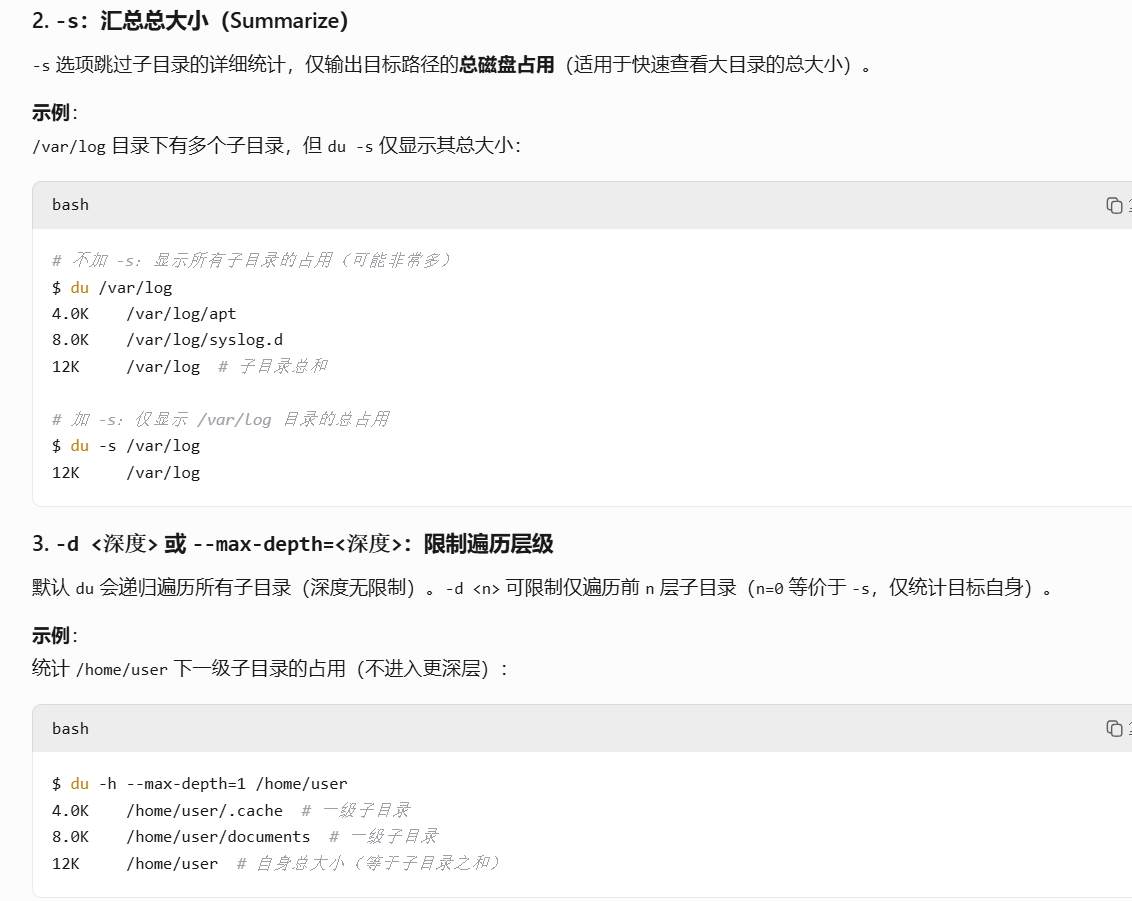 2. -s：汇总总大小（Summarize）
-s 选项跳过子目录的详细统计，仅输出目标路径的总磁盘占用（适用于快速查看大目录的总大小）。
示例：
/var/log 目录下有多个子目录，但 du -s 仅显示其总大小：
bash
# 不加 -s：显示所有子目录的占用（可能非常多）
$ du /var/log
4.0K    /var/log/apt
8.0K    /var/log/syslog.d
12K     /var/log  # 子目录总和
# 加 -s：仅显示 /var/log 目录的总占用
$ du -s /var/log
12K     /var/log
3. -d <深度> 或 --max-depth=<深度>：限制遍历层级
默认 du 会递归遍历所有子目录（深度无限制）。-d <n> 可限制仅遍历前 n 层子目录（n=0 等价于 -s，仅统计目标自身）。
示例：
统计 /home/user 下一级子目录的占用（不进入更深层）：
bash
$ du -h --max-depth=1 /home/user
4.0K    /home/user/.cache  # 一级子目录
8.0K    /home/user/documents  # 一级子目录
12K     /home/user  # 自身总大小（等于子目录之和）